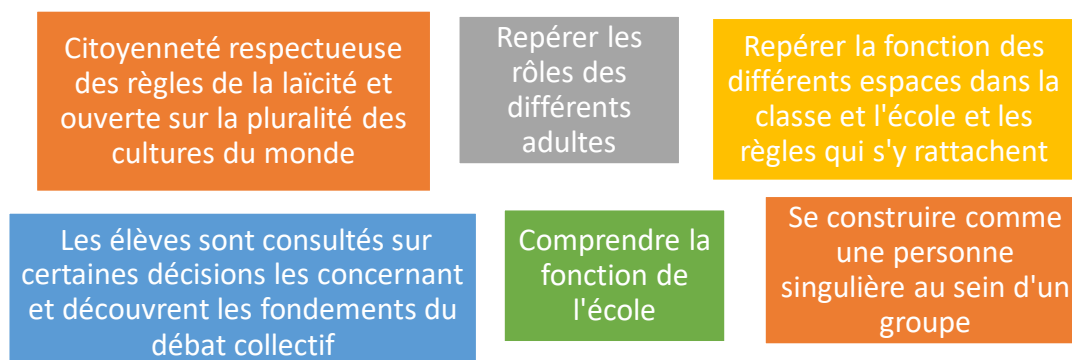 Citoyenneté respectueuse
des règles de la laïcité et
ouverte sur la pluralité des
cultures du monde
Repérer les
rôles des
différents
adultes
Repérer la fonction des
différents espaces dans la
classe et l'école et les
règles qui s'y rattachent
Les élèves sont consultés sur
certaines décisions les concernant
et découvrent les fondements du
débat collectif
Comprendre la
fonction de
l'école
Se construire comme
une personne
singulière au sein d'un
groupe